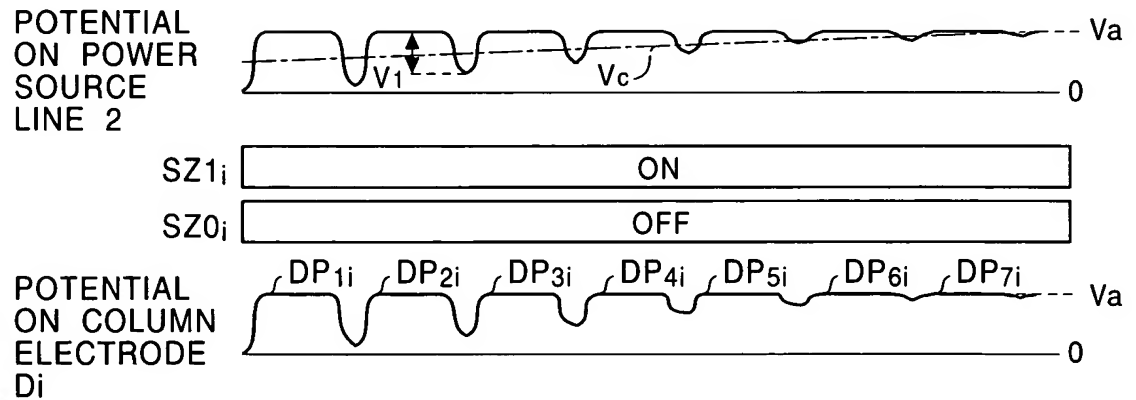 POTENTIAL
ON POWER
SOURCE
LINE 2
Va
V1
Vc
0
SZ1i
ON
SZ0i
OFF
POTENTIAL
ON COLUMN
ELECTRODE
Di
DP1i DP2i DP3i DP4i DP5i DP6i DP7i
Va
0